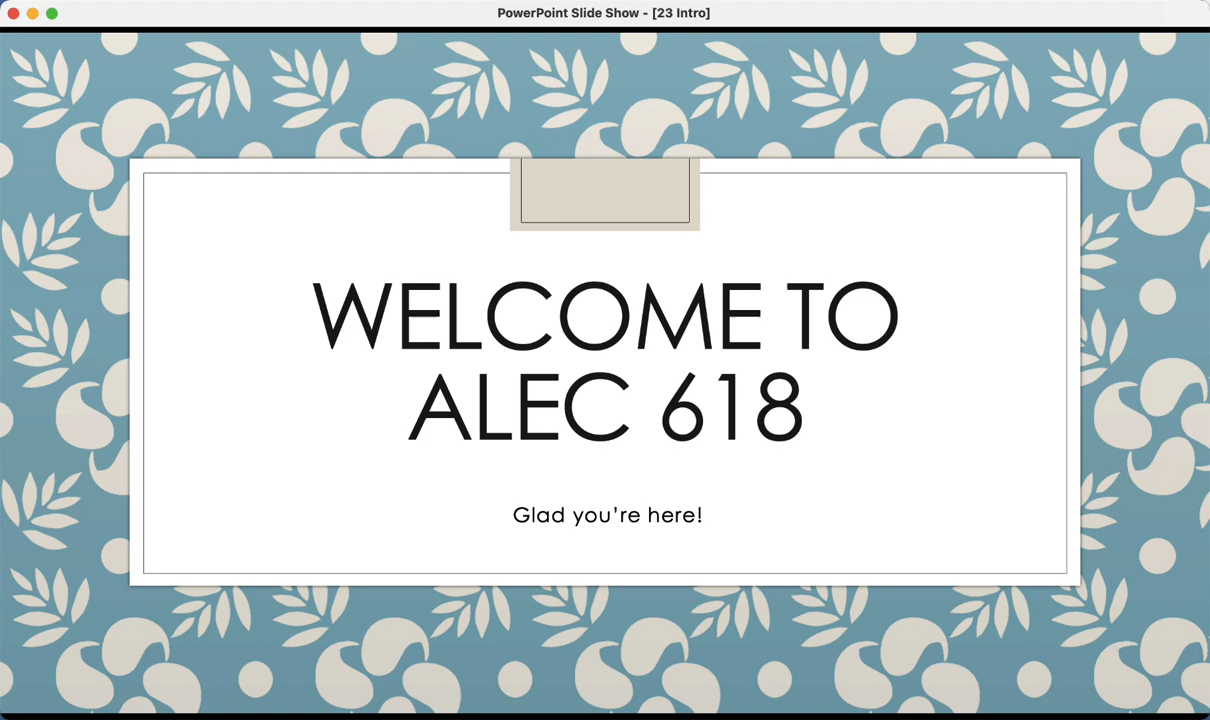 PowerPoint Slide Show - [23 Intro]
WELCOME TO
ALEC 618
Glad you’re here!